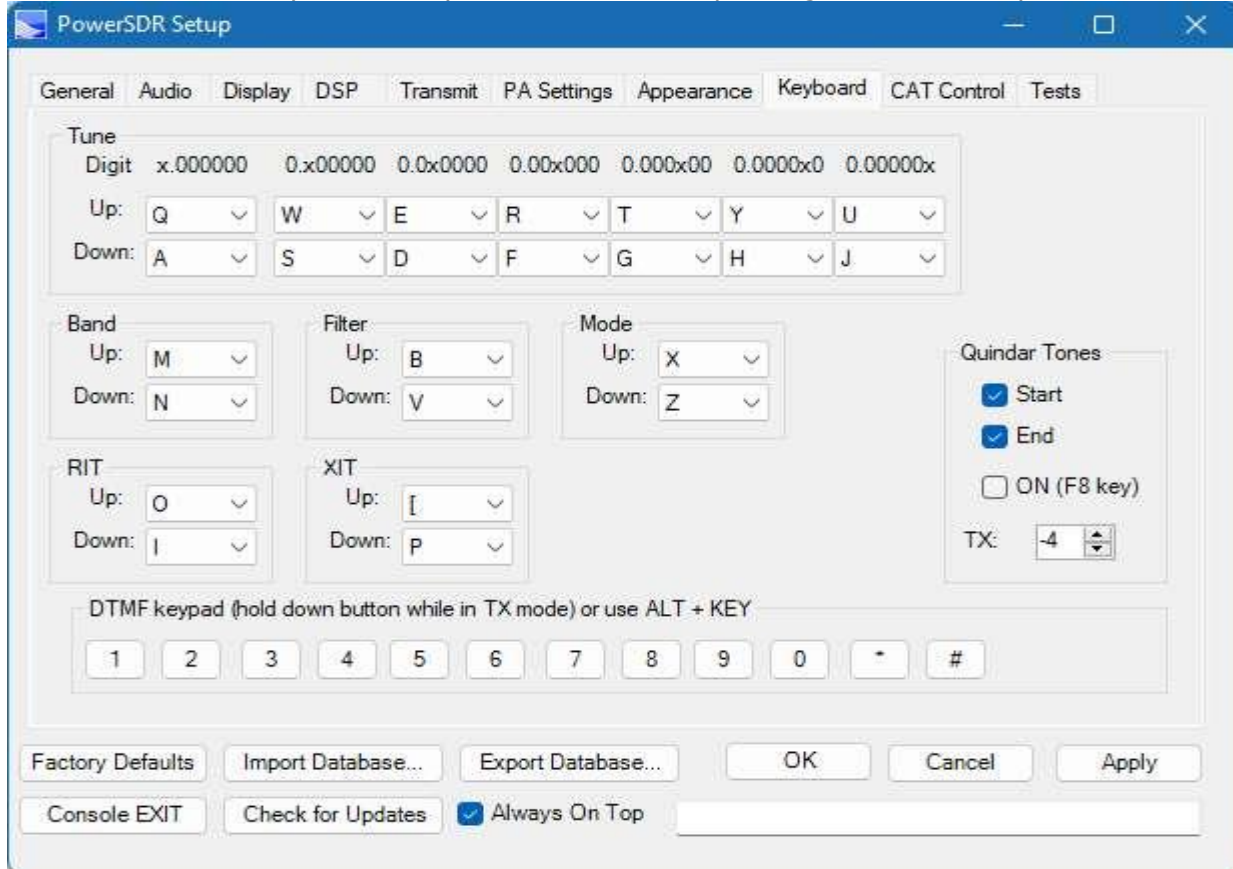 PowerSDR Setup
General Audio Display DSP Transmit PA Settings Appearance Keyboard CAT Control Tests
Tune
Digit x.000000 0.x00000 0.0x0000 0.00x000 0.000x00 0.0000x0 0.00000x
Up: Q W E R T Y U
Down: A S D F G H J
Band Filter Mode
Up: M Up: B Up: X
Down: N Down: V Down: Z
Quindar Tones
Start
End
ON (F8 key)
TX: -4
RIT XIT
Up: O Up: [
Down: I Down: P
DTMF keypad (hold down button while in TX mode) or use ALT + KEY
1 2 3 4 5 6 7 8 9 0 * #
Factory Defaults Import Database... Export Database... OK Cancel Apply
Console EXIT Check for Updates Always On Top